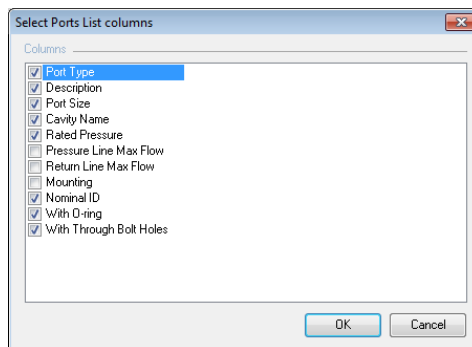 Select Ports List columns
Columns
Port Type
Description
Port Size
Cavity Name
Rated Pressure
Pressure Line Max Flow
Return Line Max Flow
Mounting
Nominal ID
With O-ring
With Through Bolt Holes
OK
Cancel